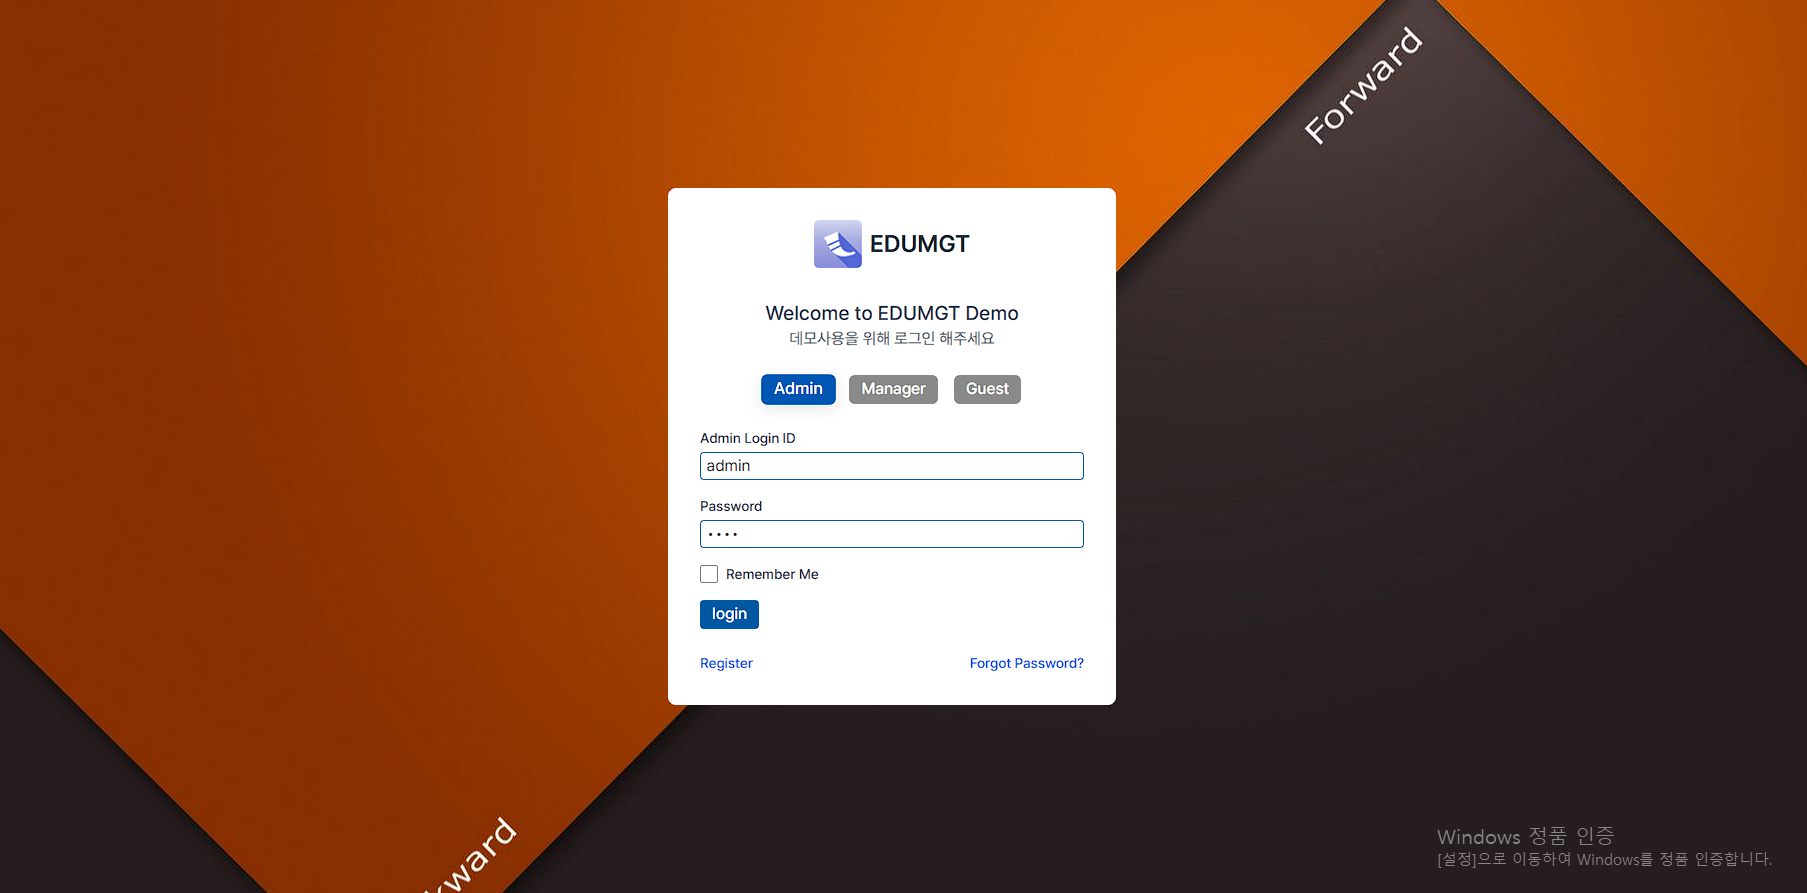 Forward
EDUMGT
Welcome to EDUMGT Demo
데모사용을 위해 로그인 해주세요
Admin Manager Guest
Admin Login ID
admin
Password
••••
Remember Me
login
Register Forgot Password?
kward
Windows 정품 인증
[설정]으로 이동하여 Windows를 정품 인증합니다.